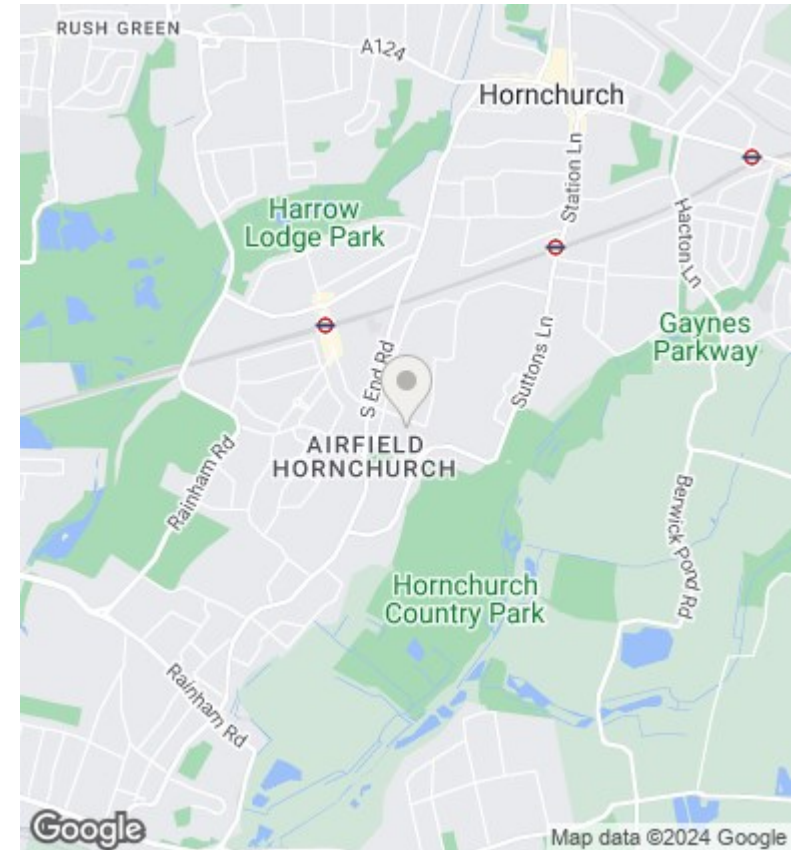 RUSH GREEN
A124
Hornchurch
Station Ln
Harrow
Lodge Park
Hacton Ln
Gaynes
Parkway
S End Rd
Suttons Ln
AIRFIELD
HORNCHURCH
Rainham Rd
Berwick Pond Rd
Hornchurch
Country Park
Rainham Rd
Google
Map data ©2024 Google